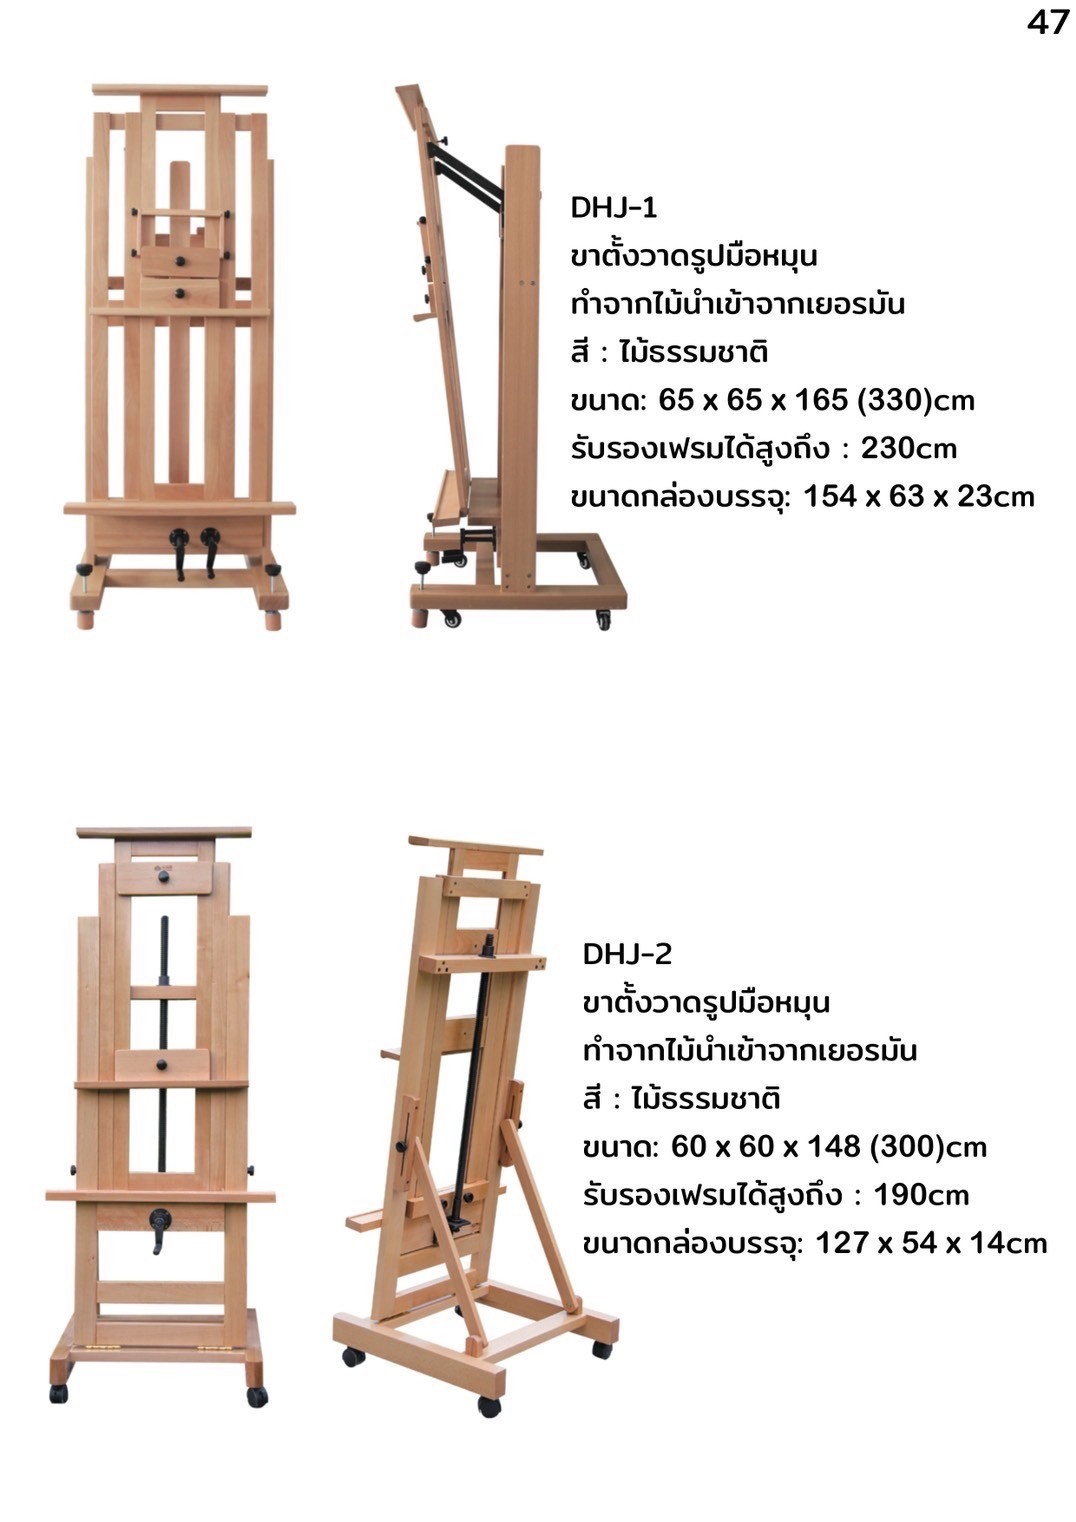 47
DHJ-1
ขาตั้งวาดรูปมือหมุน
ทำจากไม้นำเข้าจากเยอรมัน
สี : ไม้ธรรมชาติ
ขนาด: 65 x 65 x 165 (330)cm
รับรองเฟรมได้สูงถึง : 230cm
ขนาดกล่องบรรจุ: 154 x 63 x 23cm
DHJ-2
ขาตั้งวาดรูปมือหมุน
ทำจากไม้นำเข้าจากเยอรมัน
สี : ไม้ธรรมชาติ
ขนาด: 60 x 60 x 148 (300)cm
รับรองเฟรมได้สูงถึง : 190cm
ขนาดกล่องบรรจุ: 127 x 54 x 14cm